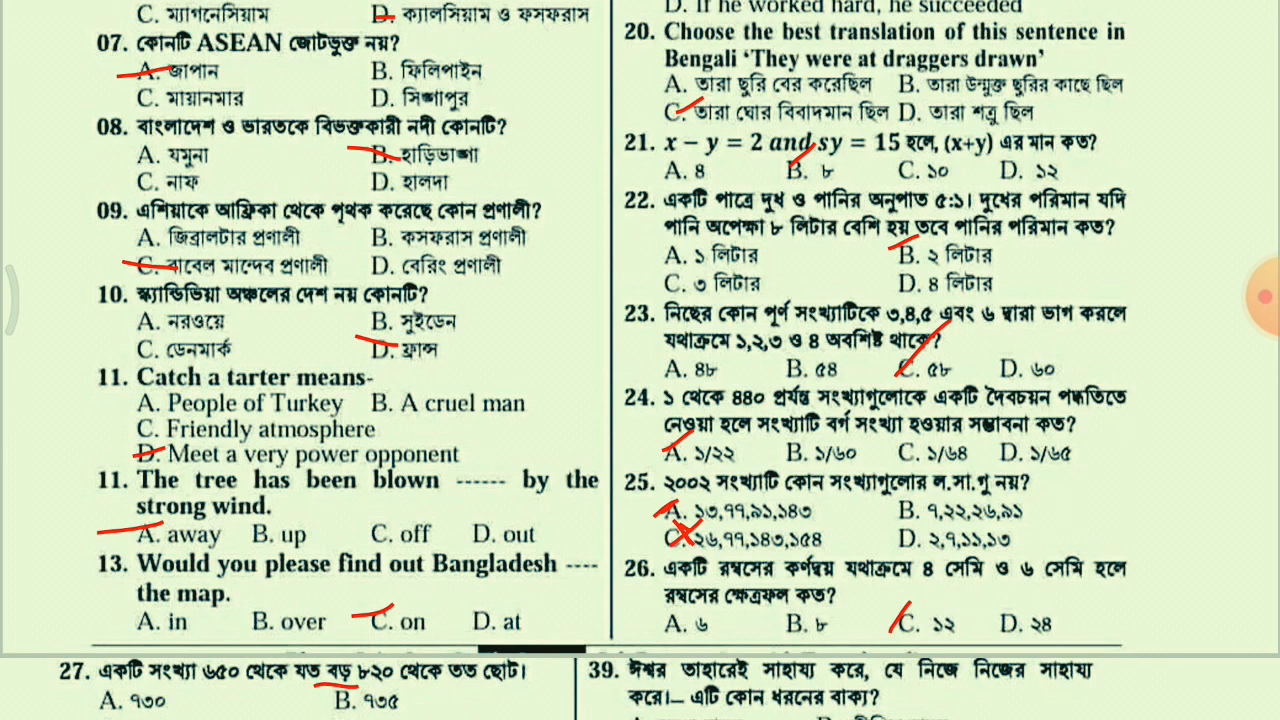 C. ম্যাগনেসিয়াম D. ক্যালসিয়াম ও ফসফরাস
07. কোনটি ASEAN জোটভুক্ত নয়?
A. জাপান B. ফিলিপাইন
C. মায়ানমার D. সিঙ্গাপুর
08. বাংলাদেশ ও ভারতকে বিভক্তকারী নদী কোনটি?
A. যমুনা B. হাড়িভাঙ্গা
C. নাফ D. হালদা
09. এশিয়াকে আফ্রিকা থেকে পৃথক করেছে কোন প্রণালী?
A. জিব্রালটার প্রণালী B. কসফরাস প্রণালী
C. বাবেল মান্দেব প্রণালী D. বেরিং প্রণালী
10. স্ক্যান্ডিভিয়া অঞ্চলের দেশ নয় কোনটি?
A. নরওয়ে B. সুইডেন
C. ডেনমার্ক D. ফ্রান্স
11. Catch a tarter means-
A. People of Turkey B. A cruel man
C. Friendly atmosphere
D. Meet a very power opponent
11. The tree has been blown ------ by the
strong wind.
A. away B. up C. off D. out
13. Would you please find out Bangladesh ----
the map.
A. in B. over C. on D. at
D. If he worked hard, he succeeded
20. Choose the best translation of this sentence in
Bengali ‘They were at draggers drawn’
A. তারা ছুরি বের করেছিল B. তারা উন্মুক্ত ছুরির কাছে ছিল
C. তারা ঘোর বিবাদমান ছিল D. তারা শত্রু ছিল
21. x − y = 2 and sy = 15 হলে, (x+y) এর মান কত?
A. ৪ B. ৮ C. ১০ D. ১২
22. একটি পাত্রে দুধ ও পানির অনুপাত ৫:১। দুধের পরিমান যদি
পানি অপেক্ষা ৮ লিটার বেশি হয় তবে পানির পরিমান কত?
A. ১ লিটার B. ২ লিটার
C. ৩ লিটার D. ৪ লিটার
23. নিছের কোন পূর্ণ সংখ্যাটিকে ৩,৪,৫ এবং ৬ দ্বারা ভাগ করলে
যথাক্রমে ১,২,৩ ও ৪ অবশিষ্ট থাকে?
A. ৪৮ B. ৫৪ C. ৫৮ D. ৬০
24. ১ থেকে ৪৪০ প্রর্যন্ত সংখ্যাগুলোকে একটি দৈবচয়ন পদ্ধতিতে
নেওয়া হলে সংখ্যাটি বর্গ সংখ্যা হওয়ার সম্ভাবনা কত?
A. ১/২২ B. ১/৬০ C. ১/৬৪ D. ১/৬৫
25. ২০০২ সংখ্যাটি কোন সংখ্যাগুলোর ল.সা.গু নয়?
A. ১৩,৭৭,৯১,১৪৩ B. ৭,২২,২৬,৯১
C. ২৬,৭৭,১৪৩,১৫৪ D. ২,৭,১১,১৩
26. একটি রম্বসের কর্ণদ্বয় যথাক্রমে ৪ সেমি ও ৬ সেমি হলে
রম্বসের ক্ষেত্রফল কত?
A. ৬ B. ৮ C. ১২ D. ২৪
27. একটি সংখ্যা ৬৫০ থেকে যত বড় ৮২০ থেকে তত ছোট।
A. ৭৩০ B. ৭৩৫
39. ঈশ্বর তাহারেই সাহায্য করে, যে নিজে নিজের সাহায্য
করে।– এটি কোন ধরনের বাক্য?